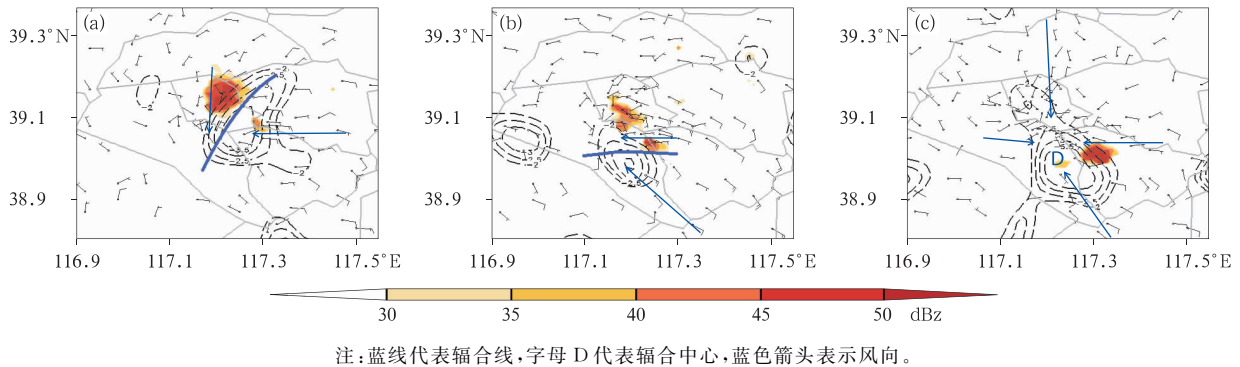 (a) (b) (c)
39.3°N 39.3°N 39.3°N
39.1 39.1 39.1
38.9 38.9 38.9
116.9 117.1 117.3 117.5°E 116.9 117.1 117.3 117.5°E 116.9 117.1 117.3 117.5°E
D
30 35 40 45 50 dBz
注:蓝线代表辐合线,字母 D 代表辐合中心,蓝色箭头表示风向。